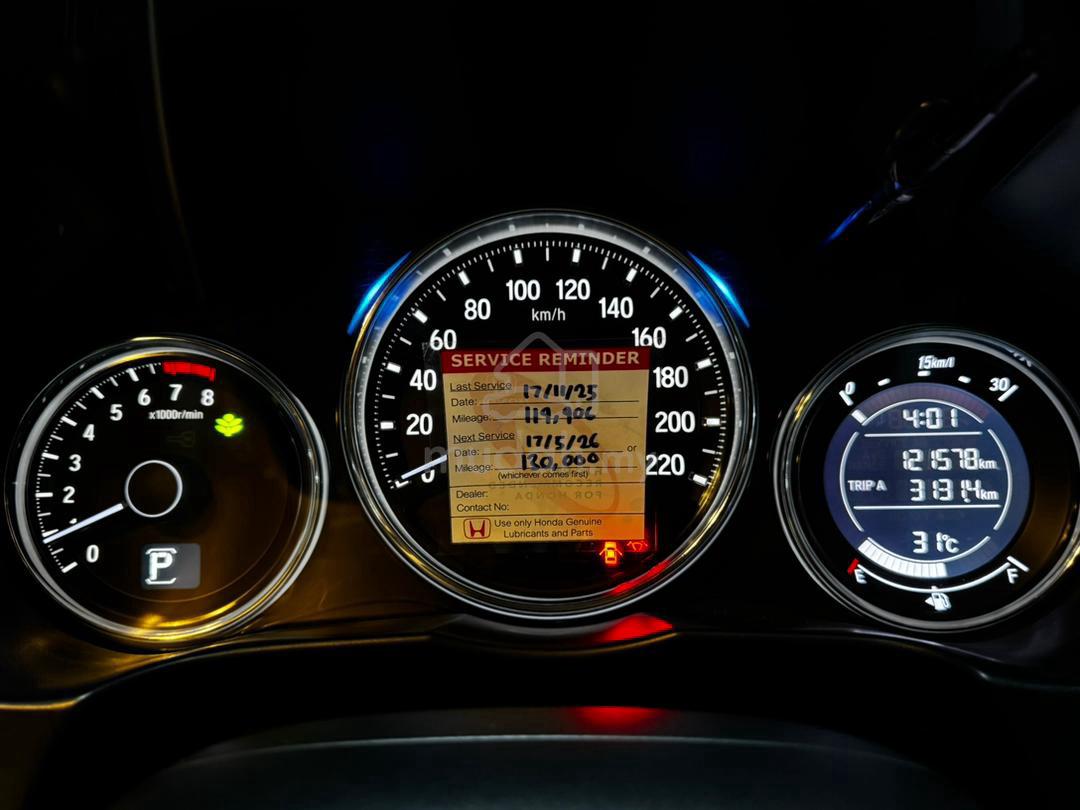 0
1
2
3
4
5
6
7
8
x1000r/min
P
0
20
40
60
80
100
120
140
160
180
200
220
km/h
SERVICE REMINDER
Last Service
Date: 17/11/25
Mileage: 119,906
Next Service
Date: 17/5/26 or
Mileage: 130,000
(whichever comes first)
Dealer:
Contact No:
H Use only Honda Genuine
Lubricants and Parts
0 15km/l 30
4:01
121578km
TRIP A 3131.4km
31°C
E F